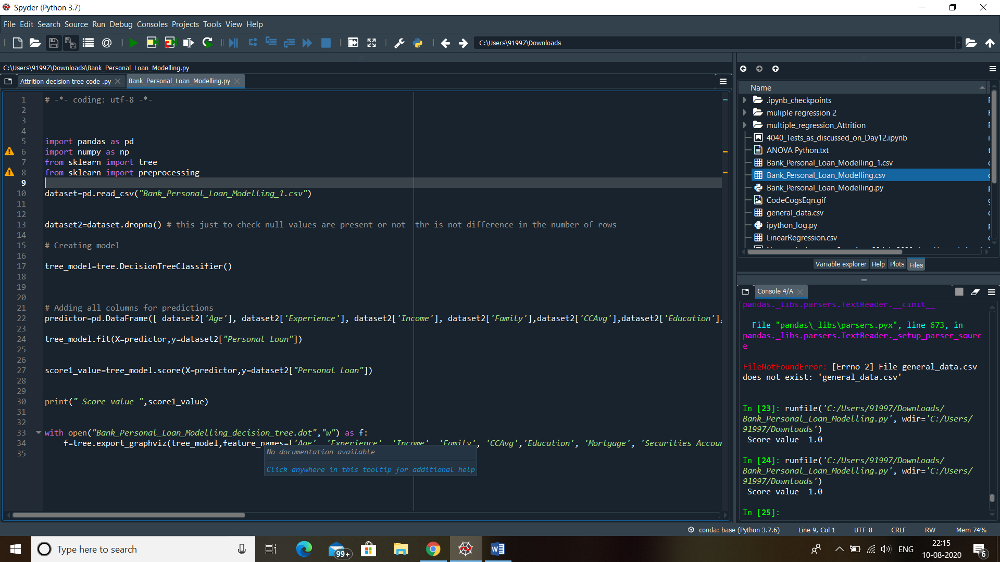 Spyder (Python 3.7)
File Edit Search Source Run Debug Consoles Projects Tools View Help
C:\Users\91997\Downloads
C:\Users\91997\Downloads\Bank_Personal_Loan_Modelling.py
Attrition decision tree code .py
Bank_Personal_Loan_Modelling.py
1 # -*- coding: utf-8 -*-
2
3
4
5 import pandas as pd
6 import numpy as np
7 from sklearn import tree
8 from sklearn import preprocessing
9
10 dataset=pd.read_csv("Bank_Personal_Loan_Modelling_1.csv")
11
12
13 dataset2=dataset.dropna() # this just to check null values are present or not  thr is not difference in the number of rows
14
15 # Creating model
16
17 tree_model=tree.DecisionTreeClassifier()
18
19
20
21 # Adding all columns for predictions
22 predictor=pd.DataFrame([ dataset2['Age'], dataset2['Experience'], dataset2['Income'], dataset2['Family'],dataset2['CCAvg'],dataset2['Education'],
23
24 tree_model.fit(X=predictor,y=dataset2["Personal Loan"])
25
26
27 score1_value=tree_model.score(X=predictor,y=dataset2["Personal Loan"])
28
29
30 print(" Score value ",score1_value)
31
32
33 with open("Bank_Personal_Loan_Modelling_decision_tree.dot","w") as f:
34 f=tree.export_graphviz(tree_model,feature_names=['Age', 'Experience', 'Income', 'Family', 'CCAvg','Education', 'Mortgage', 'Securities Accoun
35
No documentation available
Click anywhere in this tooltip for additional help
Name
.ipynb_checkpoints
muliple regression 2
multiple_regression_Attrition
4040_Tests_as_discussed_on_Day12.ipynb
ANOVA Python.txt
Bank_Personal_Loan_Modelling_1.csv
Bank_Personal_Loan_Modelling.csv
Bank_Personal_Loan_Modelling.py
CodeCogsEqn.gif
general_data.csv
ipython_log.py
LinearRegression.csv
Variable explorer Help Plots Files
Console 4/A
pandas._libs.parsers.TextReader.__cinit__
File "pandas\_libs\parsers.pyx", line 673, in
pandas._libs.parsers.TextReader._setup_parser_sourc
e
FileNotFoundError: [Errno 2] File general_data.csv
does not exist: 'general_data.csv'
In [23]: runfile('C:/Users/91997/Downloads/
Bank_Personal_Loan_Modelling.py', wdir='C:/Users/
91997/Downloads')
Score value  1.0
In [24]: runfile('C:/Users/91997/Downloads/
Bank_Personal_Loan_Modelling.py', wdir='C:/Users/
91997/Downloads')
Score value  1.0
In [25]:
conda: base (Python 3.7.6) Line 9, Col 1 UTF-8 CRLF RW Mem 74%
Type here to search
99+
ENG
22:15
10-08-2020
6